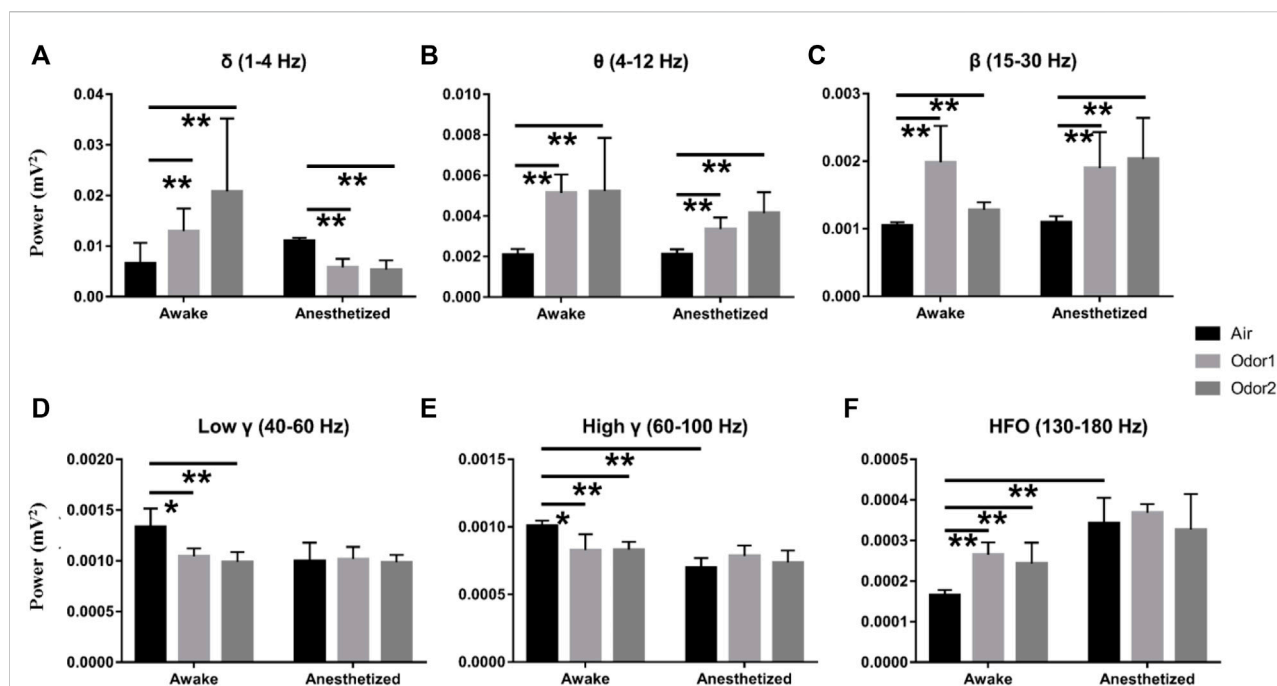 A
δ (1-4 Hz)
Power (mV²)
0.04
0.03
0.02
0.01
0.00
**
**
**
**
Awake
Anesthetized
B
θ (4-12 Hz)
0.010
0.008
0.006
0.004
0.002
0.000
**
**
**
**
Awake
Anesthetized
C
β (15-30 Hz)
0.003
0.002
0.001
0.000
**
**
**
**
Awake
Anesthetized
Air
Odor1
Odor2
D
Low γ (40-60 Hz)
Power (mV²)
0.0020
0.0015
0.0010
0.0005
0.0000
**
*
Awake
Anesthetized
E
High γ (60-100 Hz)
0.0015
0.0010
0.0005
0.0000
**
**
*
Awake
Anesthetized
F
HFO (130-180 Hz)
0.0005
0.0004
0.0003
0.0002
0.0001
0.0000
**
**
**
Awake
Anesthetized